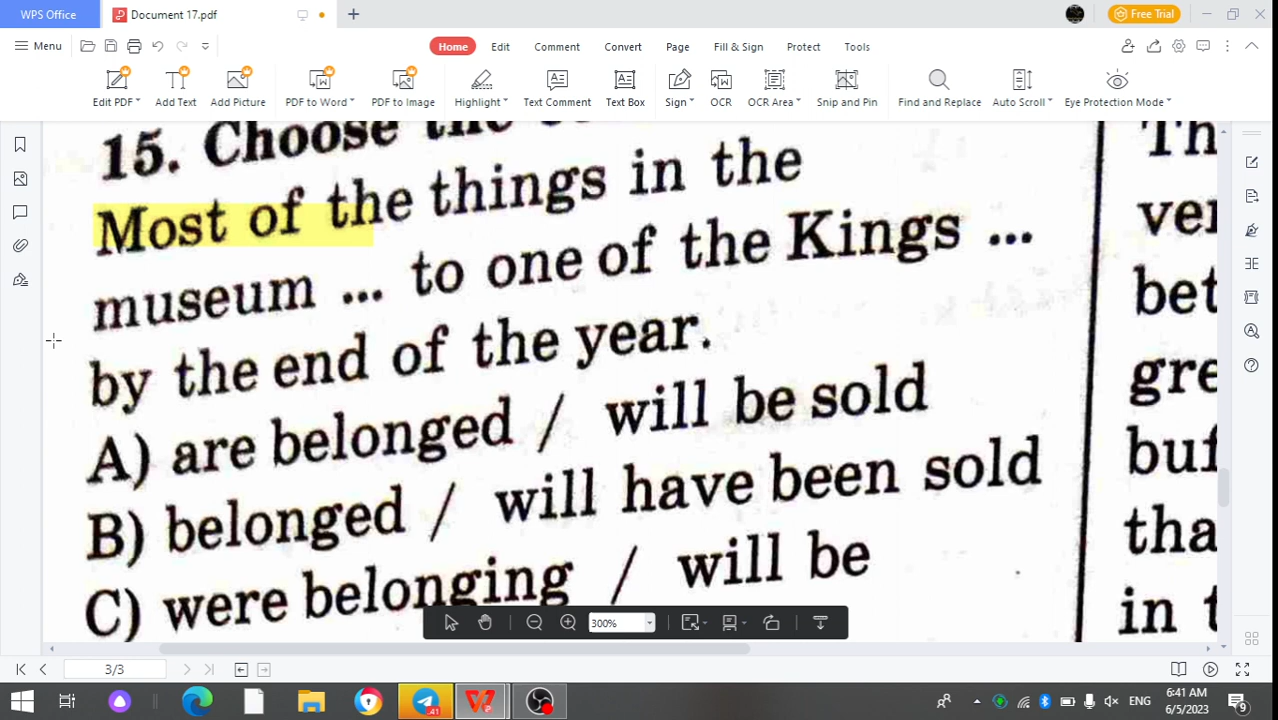 WPS Office
Document 17.pdf
Free Trial
Menu
Home
Edit
Comment
Convert
Page
Fill & Sign
Protect
Tools
Edit PDF
Add Text
Add Picture
PDF to Word
PDF to Image
Highlight
Text Comment
Text Box
Sign
OCR
OCR Area
Snip and Pin
Find and Replace
Auto Scroll
Eye Protection Mode
15. Choose the
Most of the things in the
museum ... to one of the Kings ...
by the end of the year.
A) are belonged / will be sold
B) belonged / will have been sold
C) were belonging / will be
Th
ver
bet
gre
buf
tha
in t
300%
3/3
41
ENG
6:41 AM
6/5/2023
9